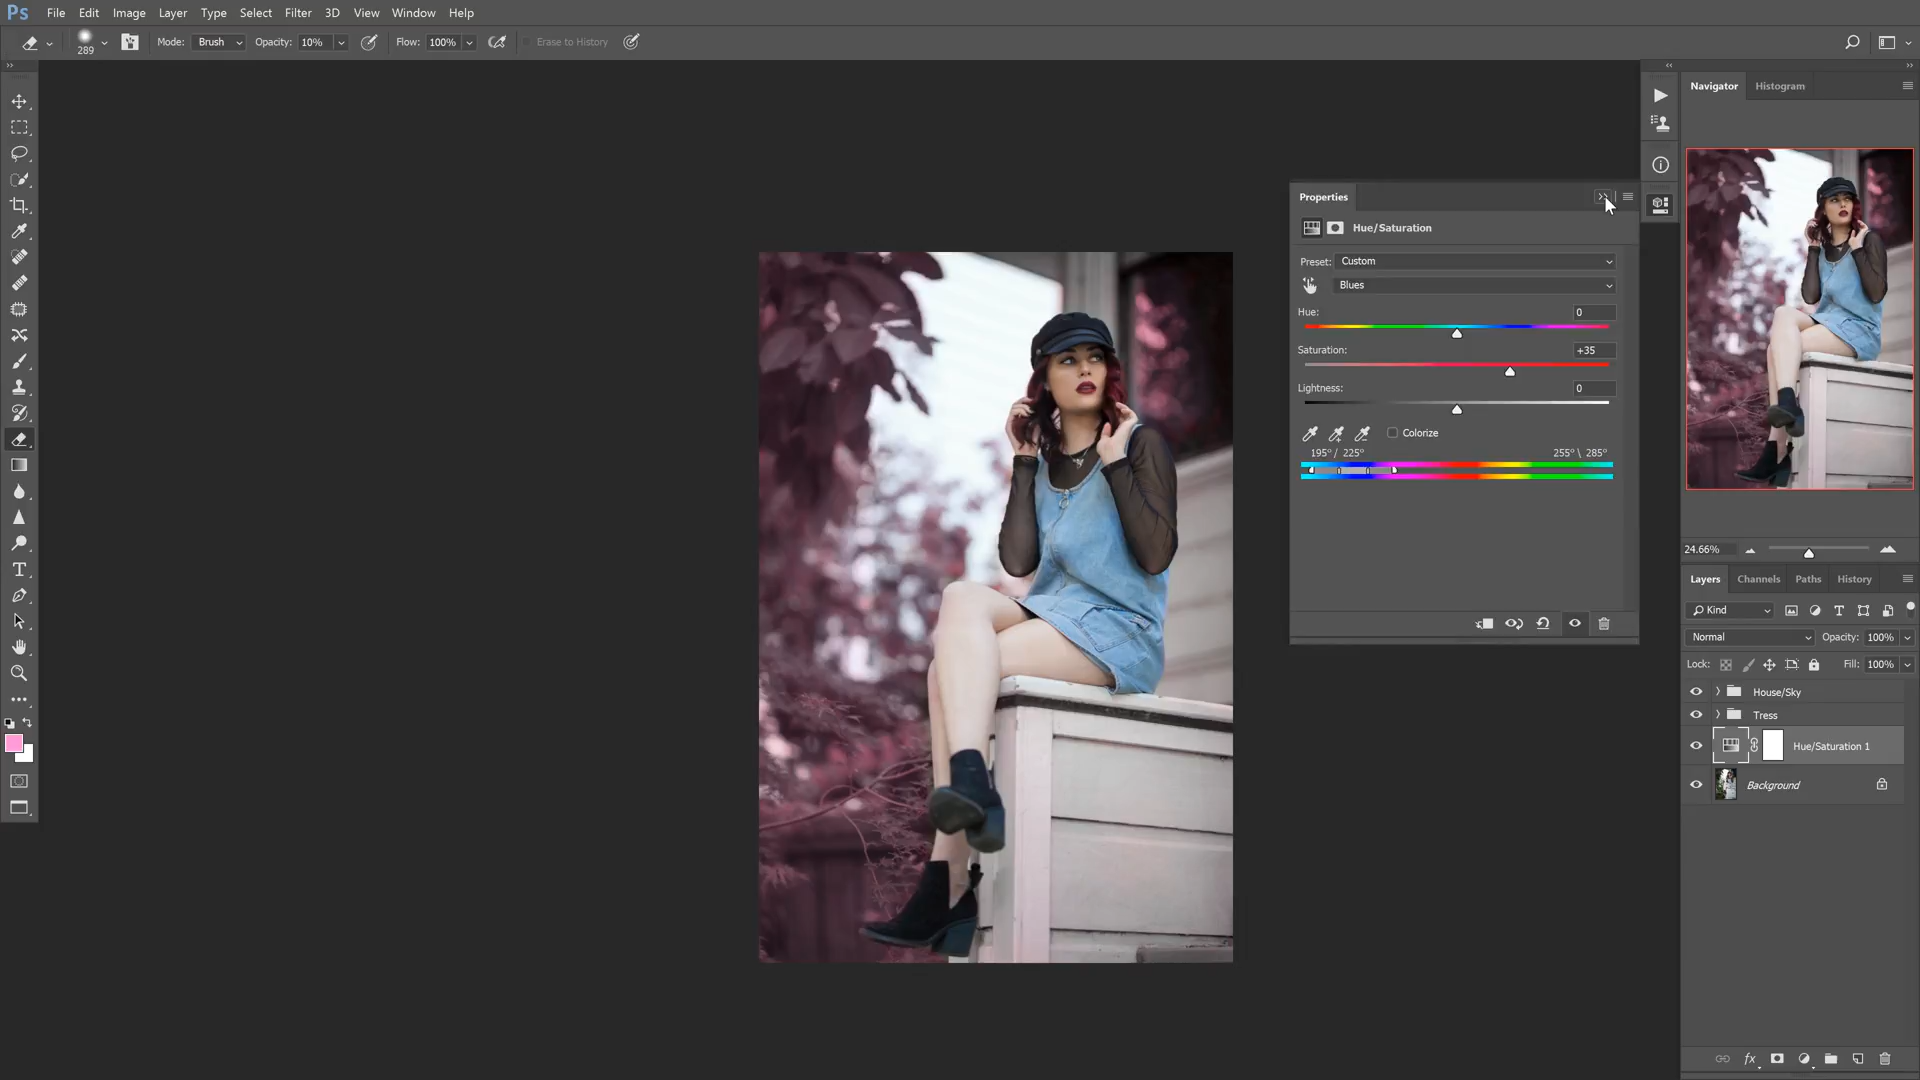 Ps File Edit Image Layer Type Select Filter 3D View Window Help
289 Mode: Brush Opacity: 10% Flow: 100% Erase to History
Navigator Histogram
Properties
Hue/Saturation
Preset: Custom
Blues
Hue: 0
Saturation: +35
Lightness: 0
Colorize
195°/ 225° 255°\ 285°
24.66%
Layers Channels Paths History
Kind
Normal Opacity: 100%
Lock: Fill: 100%
House/Sky
Tress
Hue/Saturation 1
Background
fx